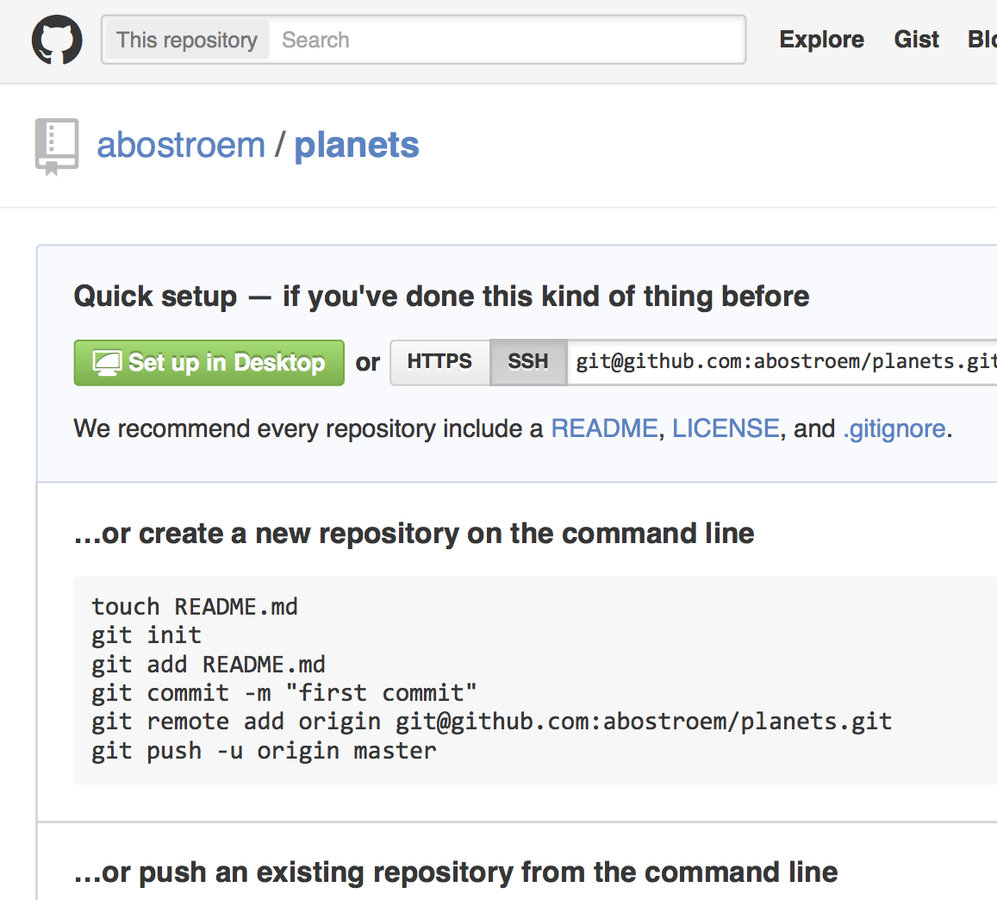 This repository Search Explore Gist
abostroem / planets
Quick setup — if you've done this kind of thing before
Set up in Desktop or HTTPS SSH git@github.com:abostroem/planets.git
We recommend every repository include a README, LICENSE, and .gitignore.
…or create a new repository on the command line
touch README.md
git init
git add README.md
git commit -m "first commit"
git remote add origin git@github.com:abostroem/planets.git
git push -u origin master
…or push an existing repository from the command line